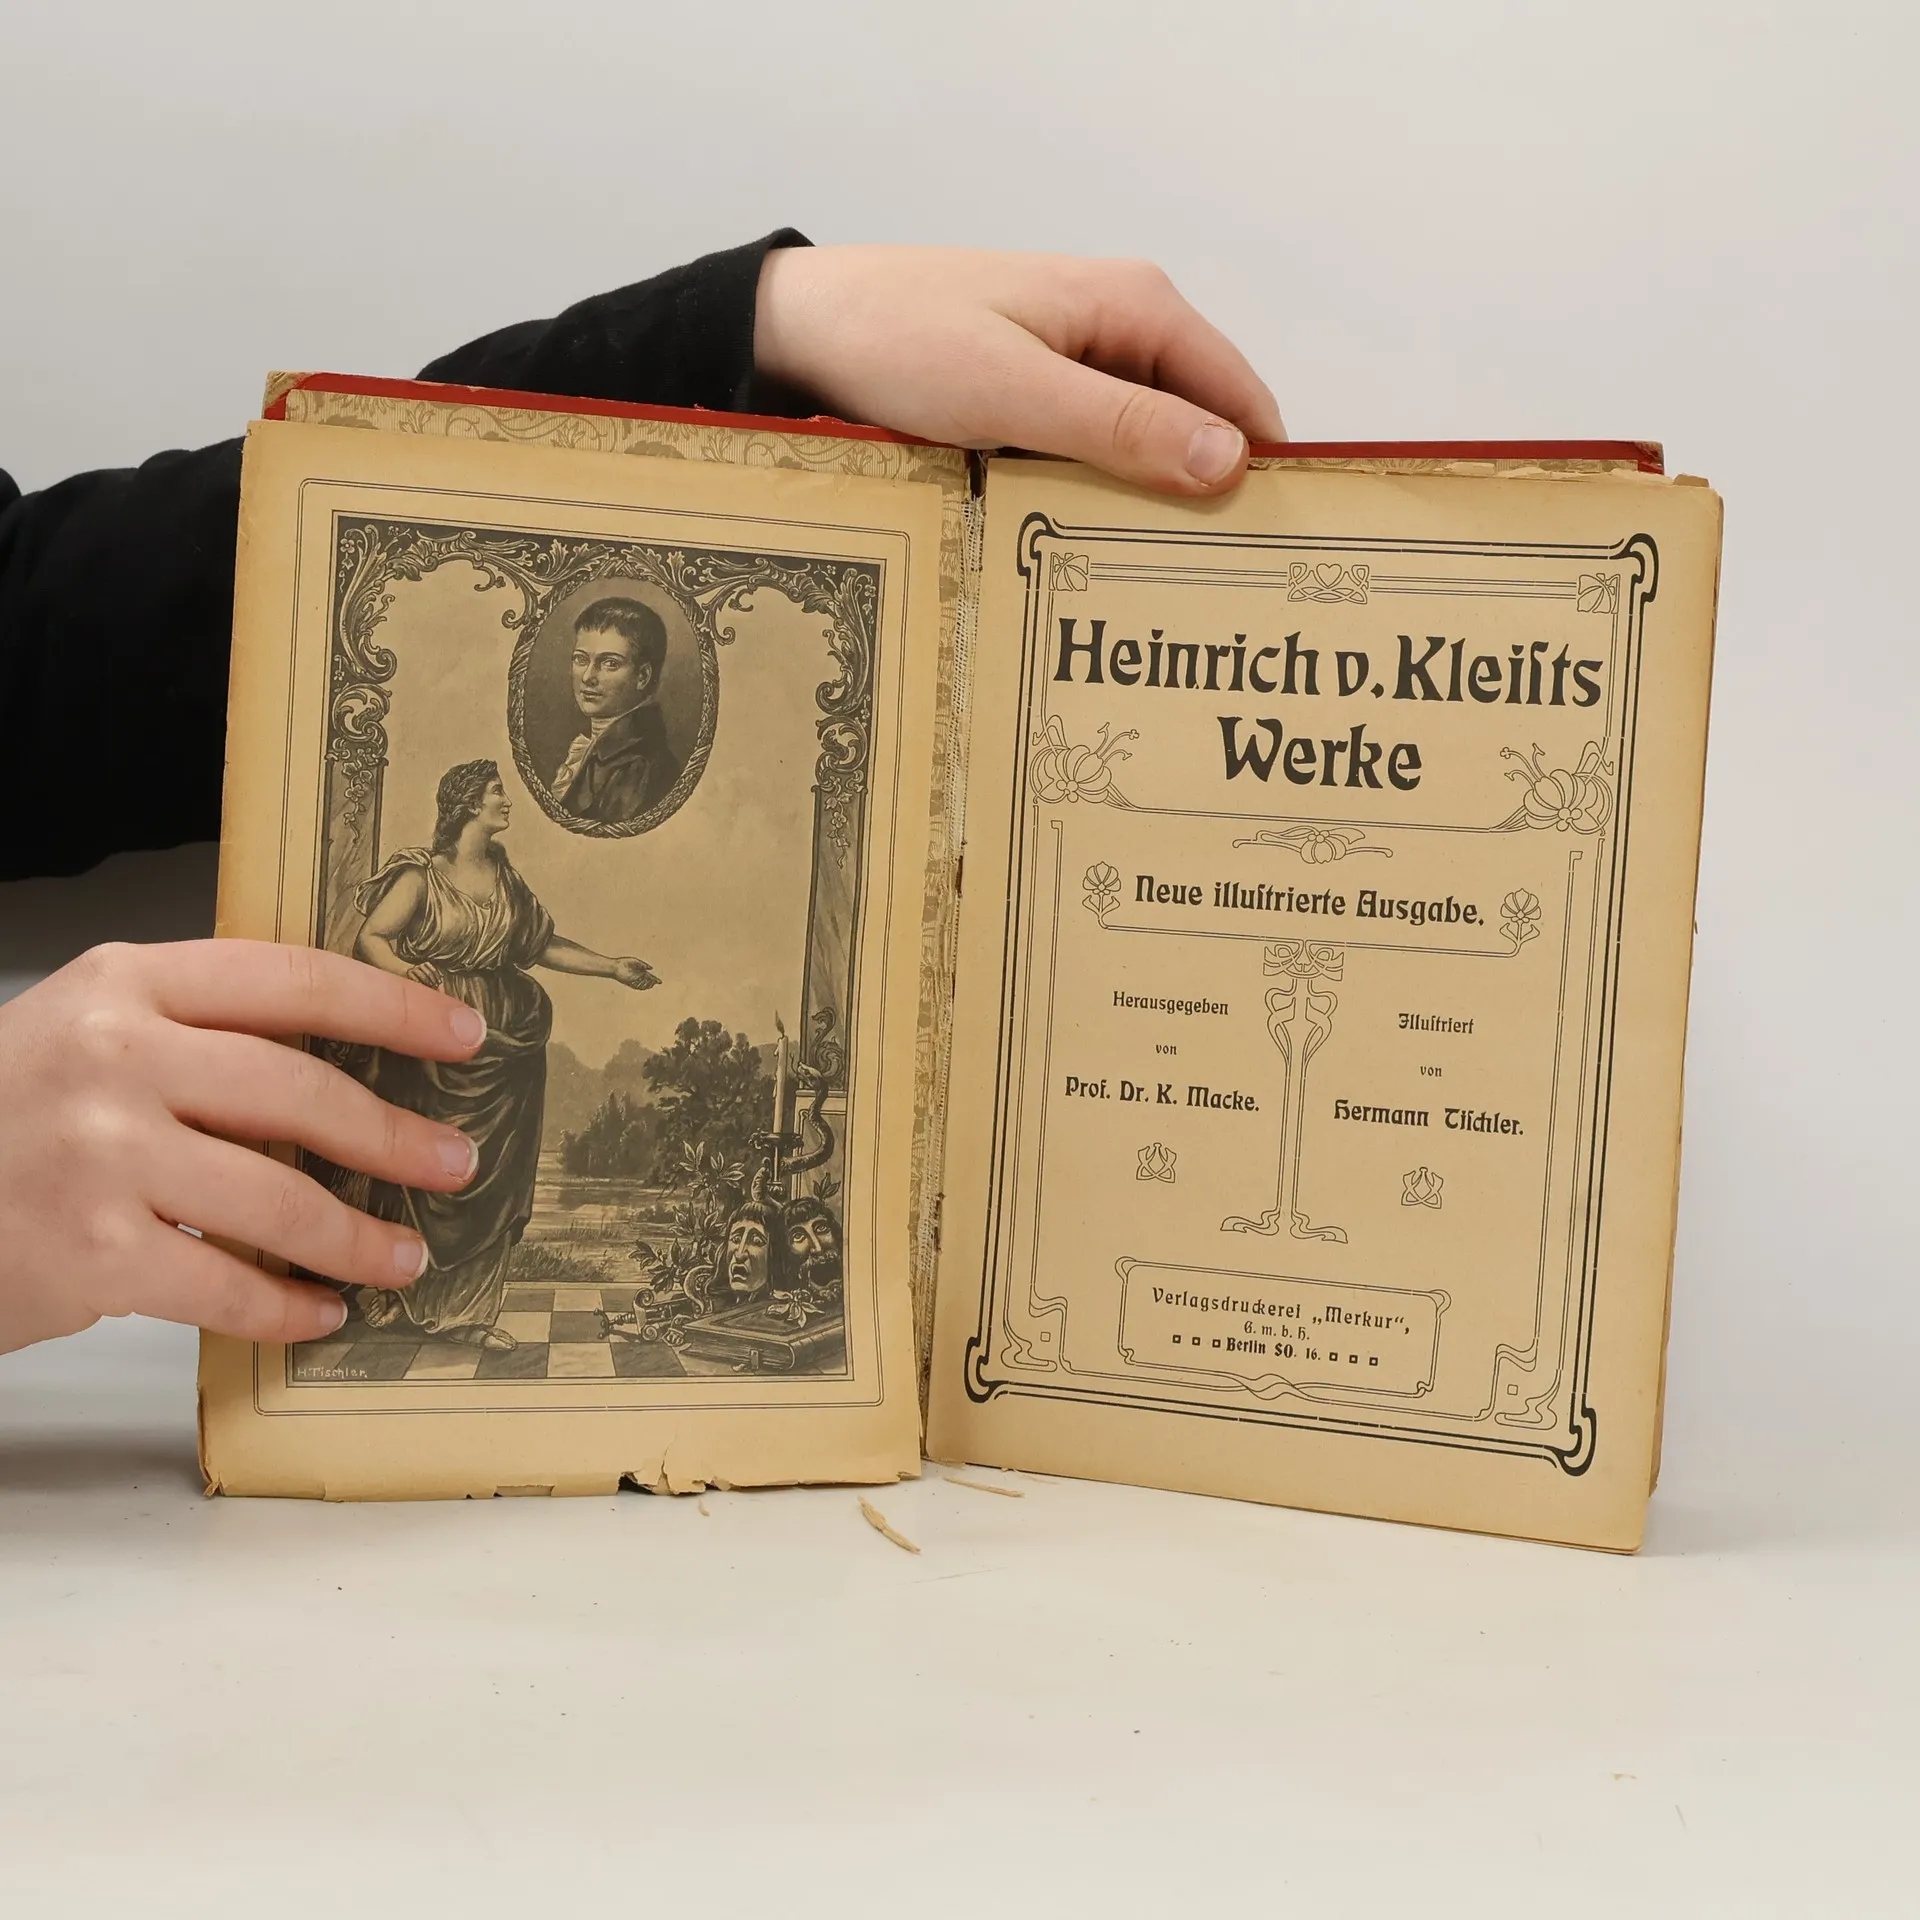 H. Tischler.
Heinrich v. Kleiſts
Werke
Neue illuſtrierte Ausgabe.
Herausgegeben
von
Prof. Dr. K. Macke.
Illuſtriert
von
Hermann Tiſchler.
Verlagsdruckerei „Merkur“,
G. m. b. H.
Berlin SO. 16.